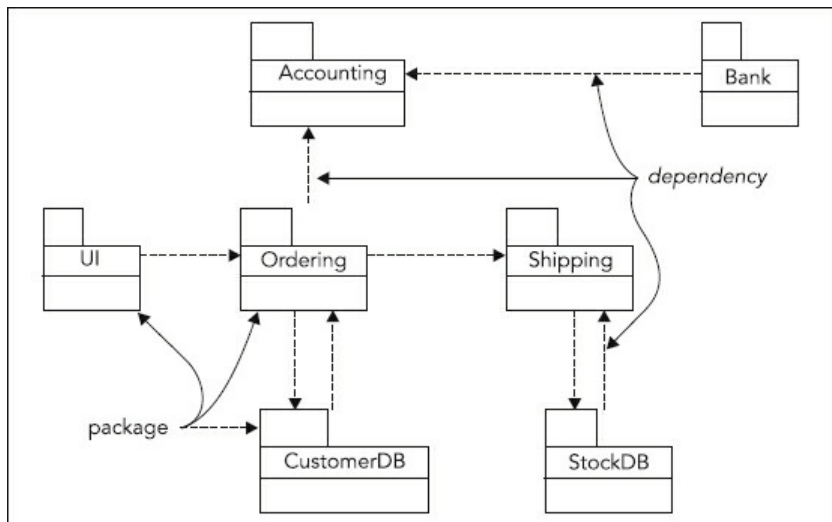 Accounting
Bank
dependency
UI
Ordering
Shipping
package
CustomerDB
StockDB